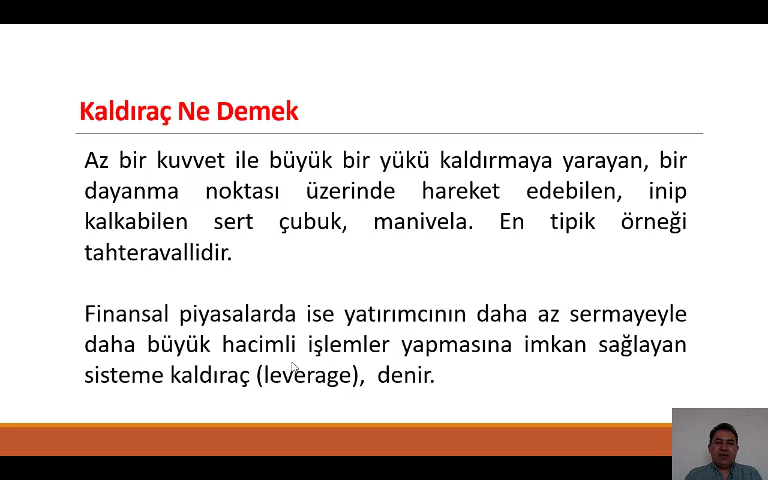 Kaldıraç Ne Demek
Az bir kuvvet ile büyük bir yükü kaldırmaya yarayan, bir
dayanma noktası üzerinde hareket edebilen, inip
kalkabilen sert çubuk, manivela. En tipik örneği
tahteravallidir.
Finansal piyasalarda ise yatırımcının daha az sermayeyle
daha büyük hacimli işlemler yapmasına imkan sağlayan
sisteme kaldıraç (leverage), denir.